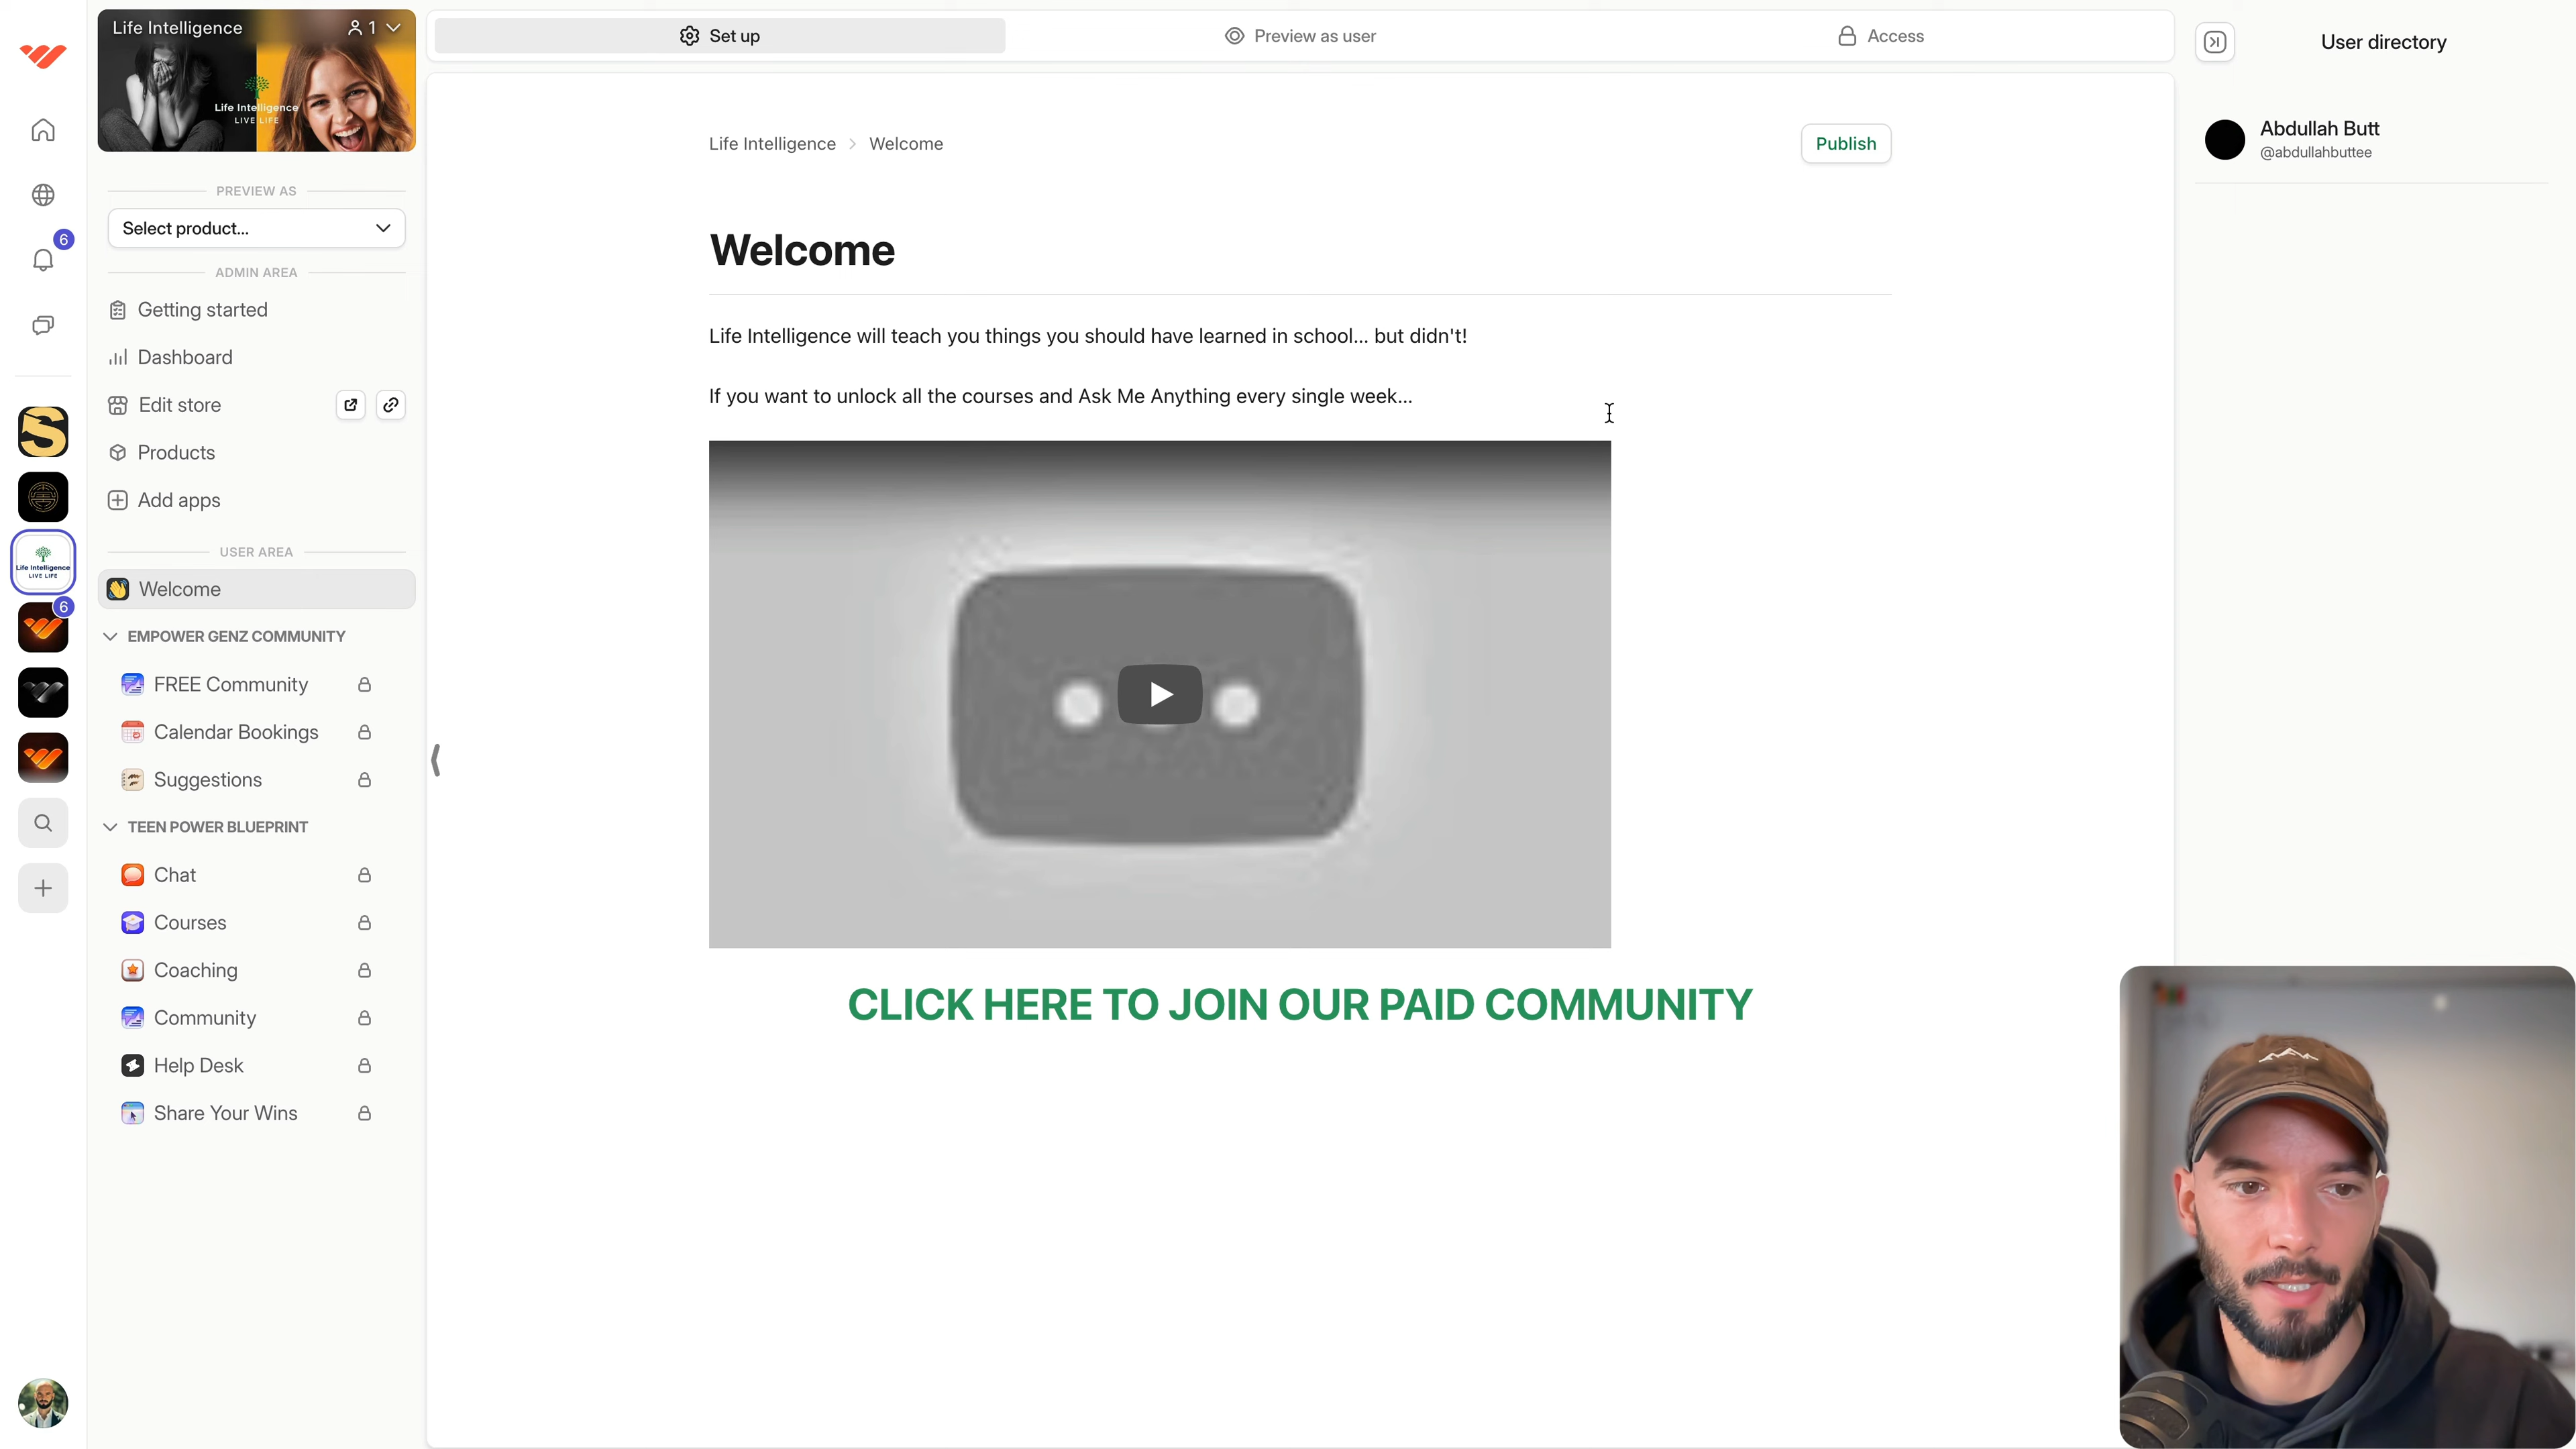 Life Intelligence
1
Life Intelligence
LIVE LIFE
PREVIEW AS
Select product...
ADMIN AREA
Getting started
Dashboard
Edit store
Products
Add apps
USER AREA
Welcome
EMPOWER GENZ COMMUNITY
FREE Community
Calendar Bookings
Suggestions
TEEN POWER BLUEPRINT
Chat
Courses
Coaching
Community
Help Desk
Share Your Wins
6
Life Intelligence
LIVE LIFE
6
Set up
Preview as user
Access
Life Intelligence > Welcome
Publish
Welcome
Life Intelligence will teach you things you should have learned in school... but didn't!
If you want to unlock all the courses and Ask Me Anything every single week...
CLICK HERE TO JOIN OUR PAID COMMUNITY
User directory
Abdullah Butt
@abdullahbuttee